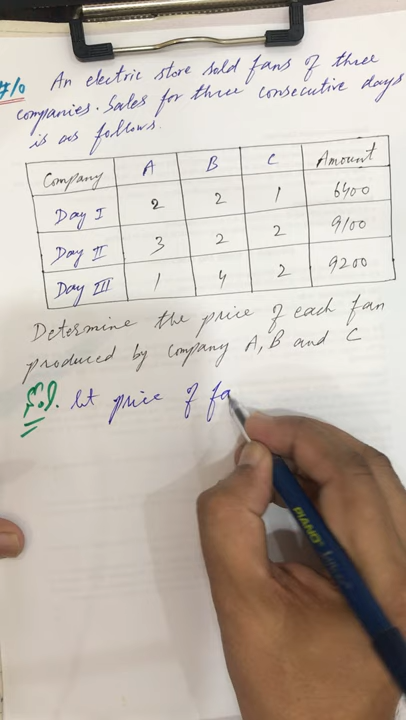 An electric store sold fans of three
companies. Sales for three consecutive days
is as follows.
Company A B C Amount
Day I 2 2 1 6400
Day II 3 2 2 9100
Day III 1 4 2 9200
Determine the price of each fan
produced by Company A, B and C
Sol. let price of fa
PIANO